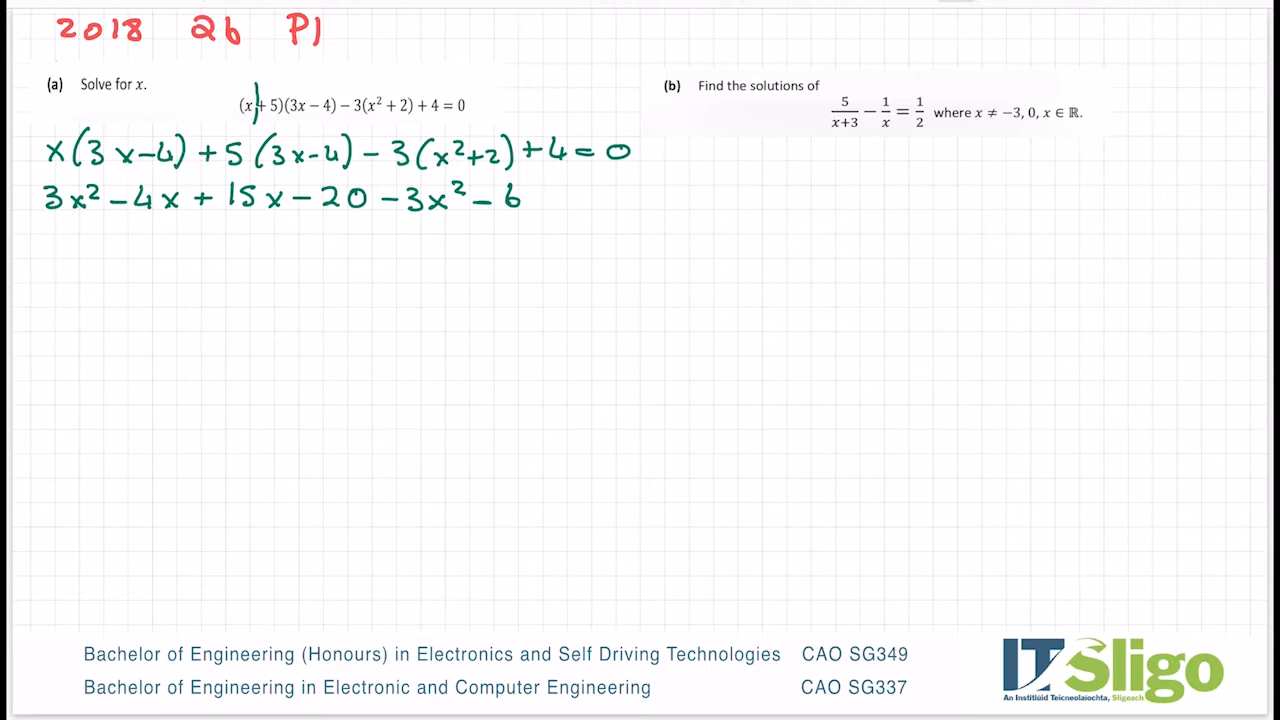 2018 2b P1
(a) Solve for x.
(x + 5)(3x − 4) − 3(x² + 2) + 4 = 0
x(3x-4) + 5(3x-4) - 3(x²+2) + 4 = 0
3x² - 4x + 15x - 20 - 3x² - 6
(b) Find the solutions of
5/(x+3) − 1/x = 1/2 where x ≠ −3, 0, x ∈ ℝ.
Bachelor of Engineering (Honours) in Electronics and Self Driving Technologies CAO SG349
Bachelor of Engineering in Electronic and Computer Engineering CAO SG337
IT Sligo
An Institiúid Teicneolaíochta, Sligeach